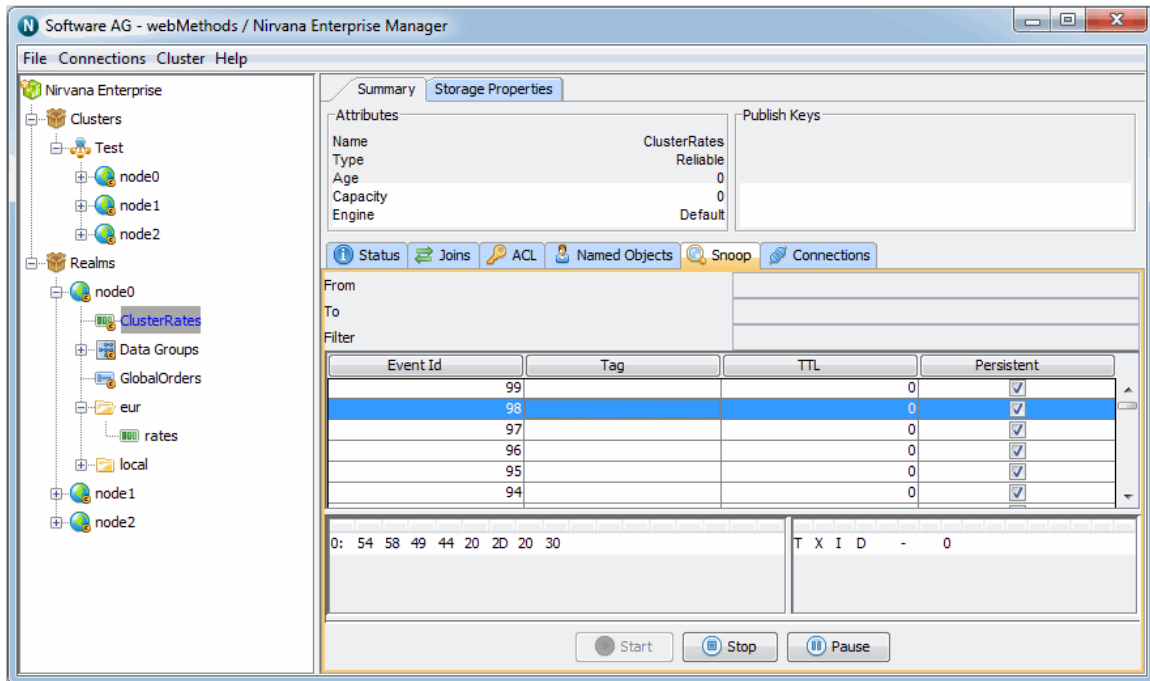 Software AG - webMethods / Nirvana Enterprise Manager
File Connections Cluster Help
Nirvana Enterprise
Clusters
Test
node0
node1
node2
Realms
node0
ClusterRates
Data Groups
GlobalOrders
eur
rates
local
node1
node2
Summary Storage Properties
Attributes
Name ClusterRates
Type Reliable
Age 0
Capacity 0
Engine Default
Publish Keys
Status Joins ACL Named Objects Snoop Connections
From
To
Filter
Event Id Tag TTL Persistent
99 0
98 0
97 0
96 0
95 0
94 0
0: 54 58 49 44 20 2D 20 30
T X I D - 0
Start Stop Pause